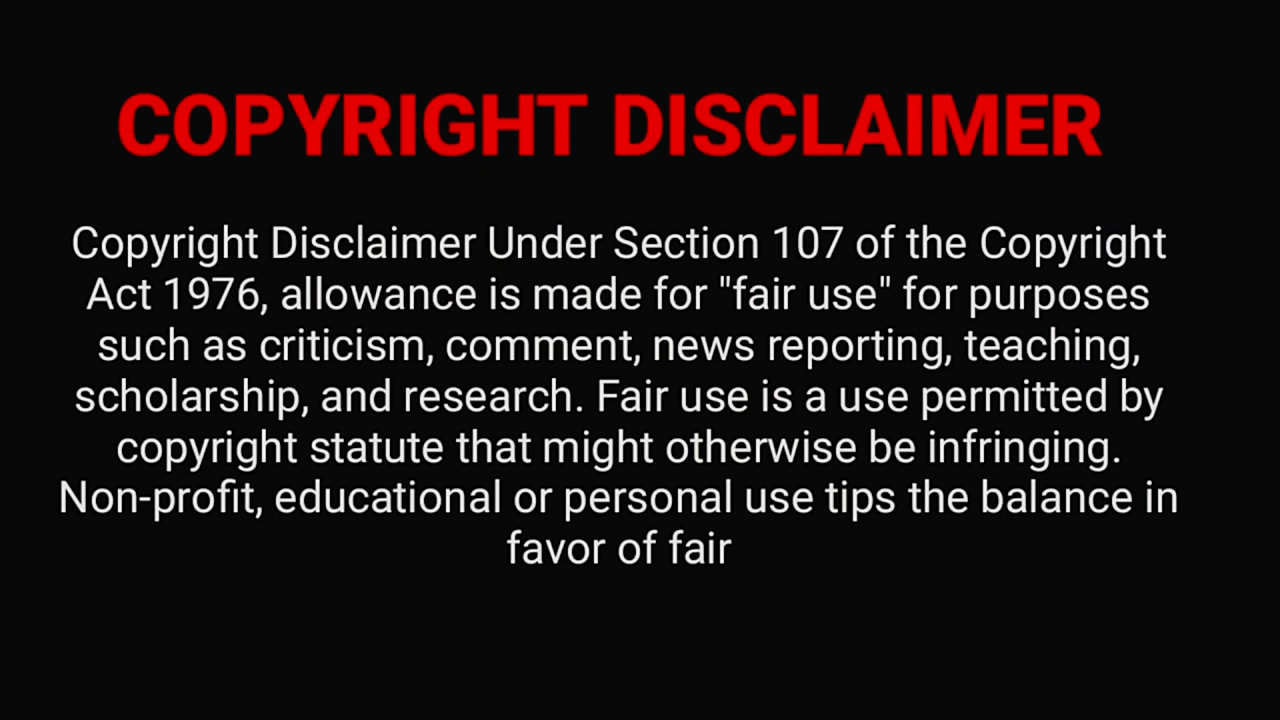 COPYRIGHT DISCLAIMER
Copyright Disclaimer Under Section 107 of the Copyright
Act 1976, allowance is made for "fair use" for purposes
such as criticism, comment, news reporting, teaching,
scholarship, and research. Fair use is a use permitted by
copyright statute that might otherwise be infringing.
Non-profit, educational or personal use tips the balance in
favor of fair